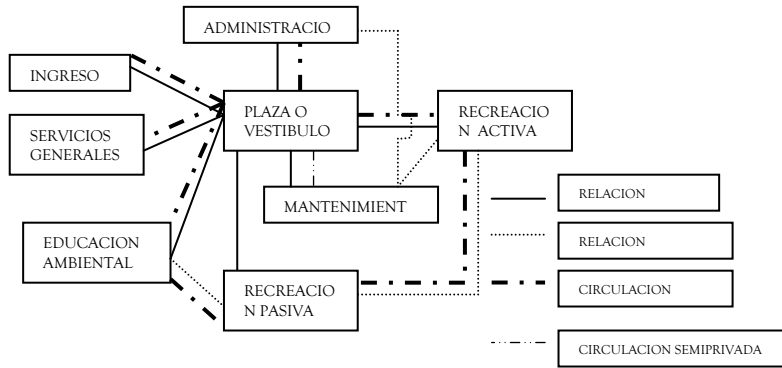 ADMINISTRACIO
INGRESO
PLAZA O
VESTIBULO
RECREACIO
N ACTIVA
SERVICIOS
GENERALES
MANTENIMIENT
EDUCACION
AMBIENTAL
RECREACIO
N PASIVA
RELACION
RELACION
CIRCULACION
CIRCULACION SEMIPRIVADA